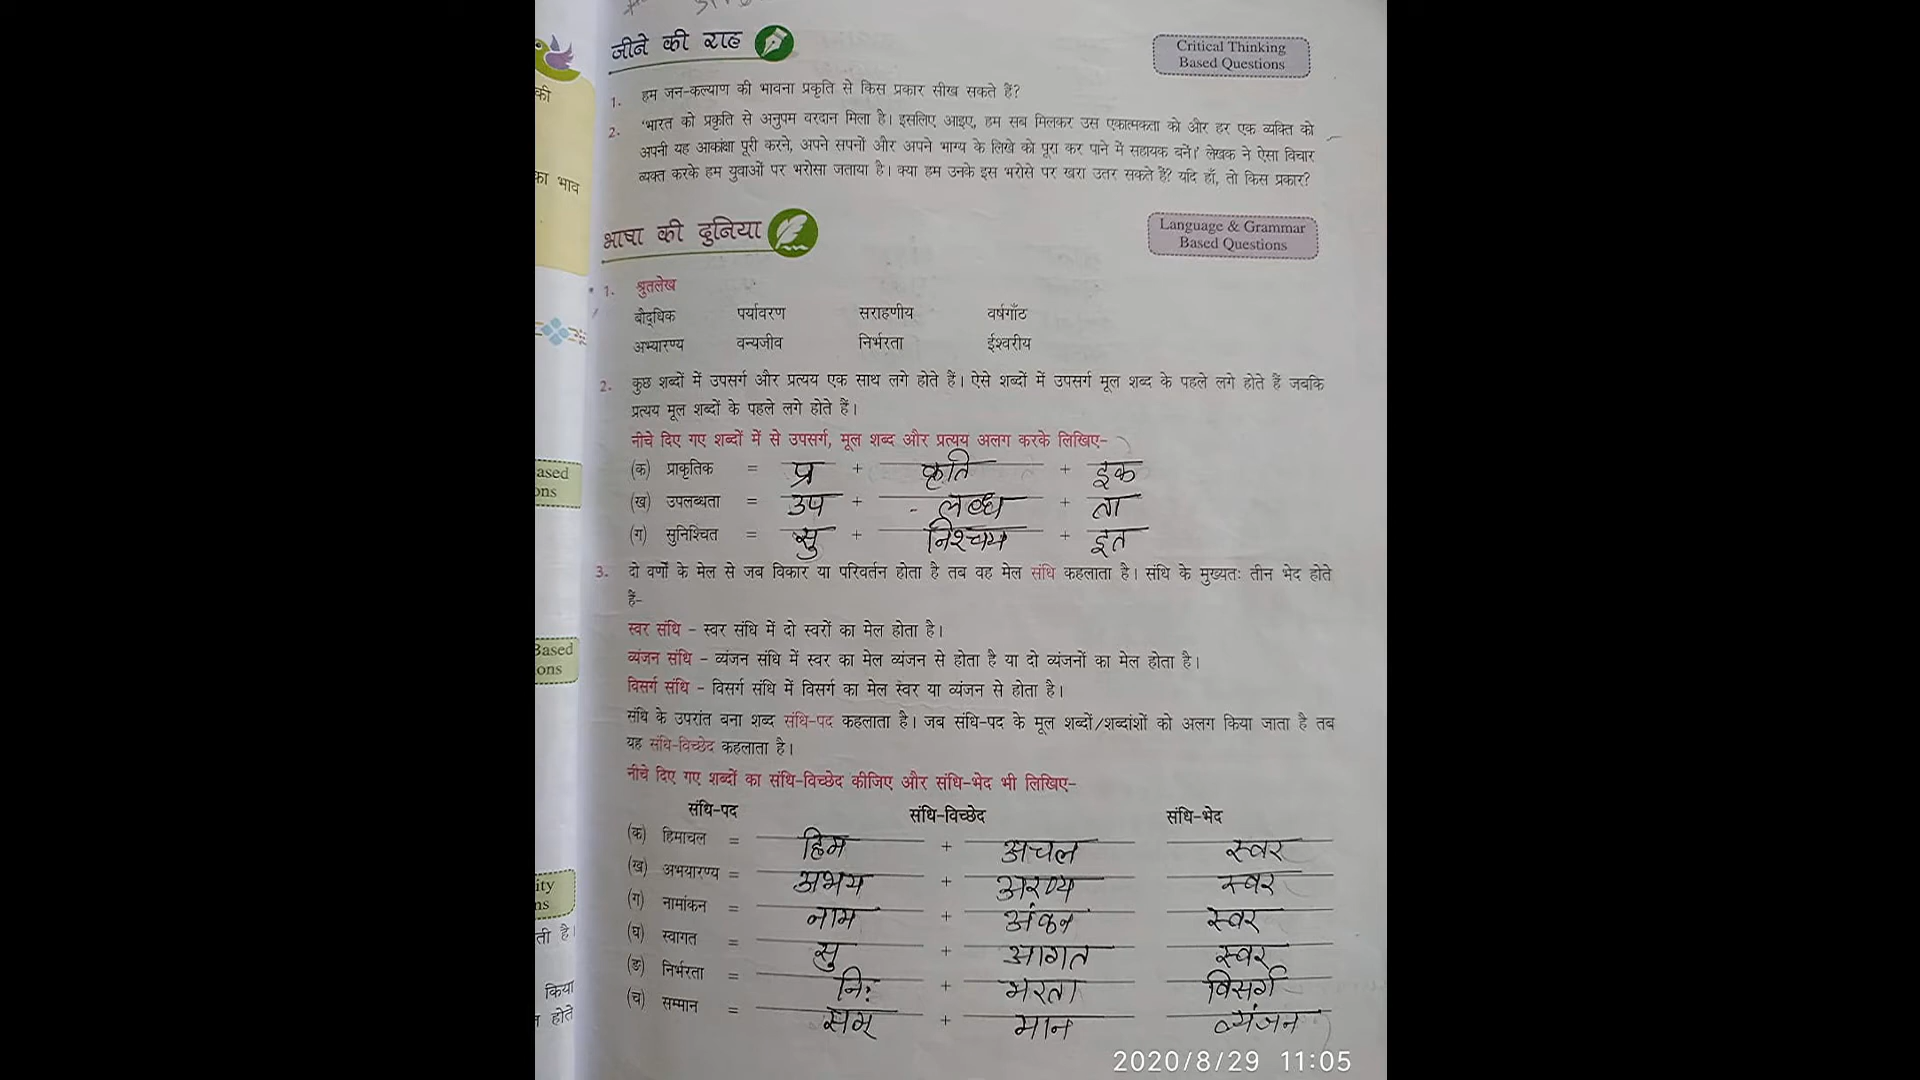 जीने की राह
Critical Thinking
Based Questions
1. हम जन-कल्याण की भावना प्रकृति से किस प्रकार सीख सकते हैं?
2. 'भारत को प्रकृति से अनुपम वरदान मिला है। इसलिए आइए, हम सब मिलकर उस एकात्मकता को और हर एक व्यक्ति को
अपनी यह आकांक्षा पूरी करने, अपने सपनों और अपने भाग्य के लिखे को पूरा कर पाने में सहायक बनें।' लेखक ने ऐसा विचार
व्यक्त करके हम युवाओं पर भरोसा जताया है। क्या हम उनके इस भरोसे पर खरा उतर सकते हैं? यदि हाँ, तो किस प्रकार?
भाषा की दुनिया
Language & Grammar
Based Questions
1. श्रुतलेख
बौद्धिक पर्यावरण सराहणीय वर्षगाँठ
अभ्यारण्य वन्यजीव निर्भरता ईश्वरीय
2. कुछ शब्दों में उपसर्ग और प्रत्यय एक साथ लगे होते हैं। ऐसे शब्दों में उपसर्ग मूल शब्द के पहले लगे होते हैं जबकि
प्रत्यय मूल शब्दों के पहले लगे होते हैं।
नीचे दिए गए शब्दों में से उपसर्ग, मूल शब्द और प्रत्यय अलग करके लिखिए-
(क) प्राकृतिक = प्र + कृति + इक
(ख) उपलब्धता = उप + लब्ध + ता
(ग) सुनिश्चित = सु + निश्चय + इत
3. दो वर्णों के मेल से जब विकार या परिवर्तन होता है तब वह मेल संधि कहलाता है। संधि के मुख्यतः तीन भेद होते
हैं-
स्वर संधि - स्वर संधि में दो स्वरों का मेल होता है।
व्यंजन संधि - व्यंजन संधि में स्वर का मेल व्यंजन से होता है या दो व्यंजनों का मेल होता है।
विसर्ग संधि - विसर्ग संधि में विसर्ग का मेल स्वर या व्यंजन से होता है।
संधि के उपरांत बना शब्द संधि-पद कहलाता है। जब संधि-पद के मूल शब्दों/शब्दांशों को अलग किया जाता है तब
यह संधि-विच्छेद कहलाता है।
नीचे दिए गए शब्दों का संधि-विच्छेद कीजिए और संधि-भेद भी लिखिए-
संधि-पद संधि-विच्छेद संधि-भेद
(क) हिमाचल = हिम + अचल स्वर
(ख) अभयारण्य = अभय + अरण्य स्वर
(ग) नामांकन = नाम + अंकन स्वर
(घ) स्वागत = सु + आगत स्वर
(ङ) निर्भरता = निः + भरता विसर्ग
(च) सम्मान = सम् + मान व्यंजन
की
का भाव
ased
ons
Based
ons
ity
ns
ती है।
किया
होते
2020/8/29 11:05